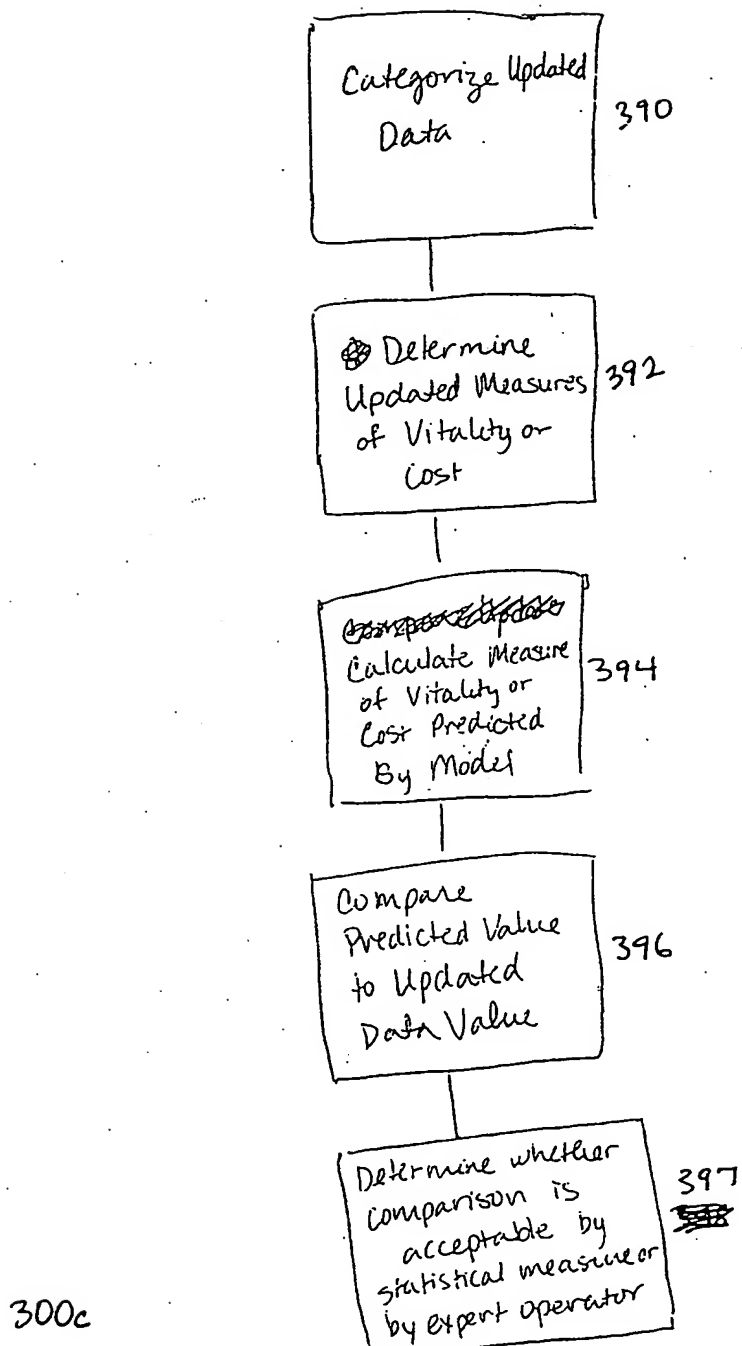 Categorize Updated
Data
390
Determine
Updated Measures
of Vitality or
Cost
392
Calculate Measure
of Vitality or
Cost Predicted
By Model
394
Compare
Predicted Value
to Updated
Data Value
396
Determine whether
comparison is
acceptable by
statistical measure or
by expert operator
397
300c